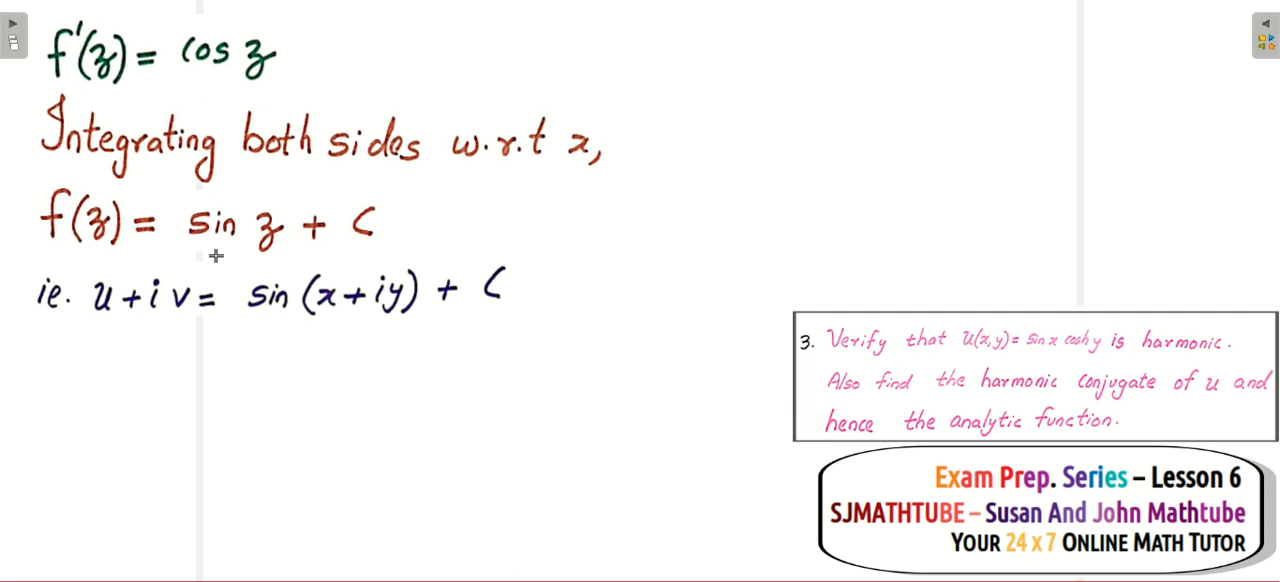 f'(z) = cos z
Integrating both sides w.r.t z,
f(z) = sin z + C
ie. u + i v = sin (x + iy) + C
3. Verify that u(x,y) = sin x cosh y is harmonic.
Also find the harmonic conjugate of u and
hence the analytic function.
Exam Prep. Series – Lesson 6
SJMATHTUBE – Susan And John Mathtube
YOUR 24 x 7 ONLINE MATH TUTOR